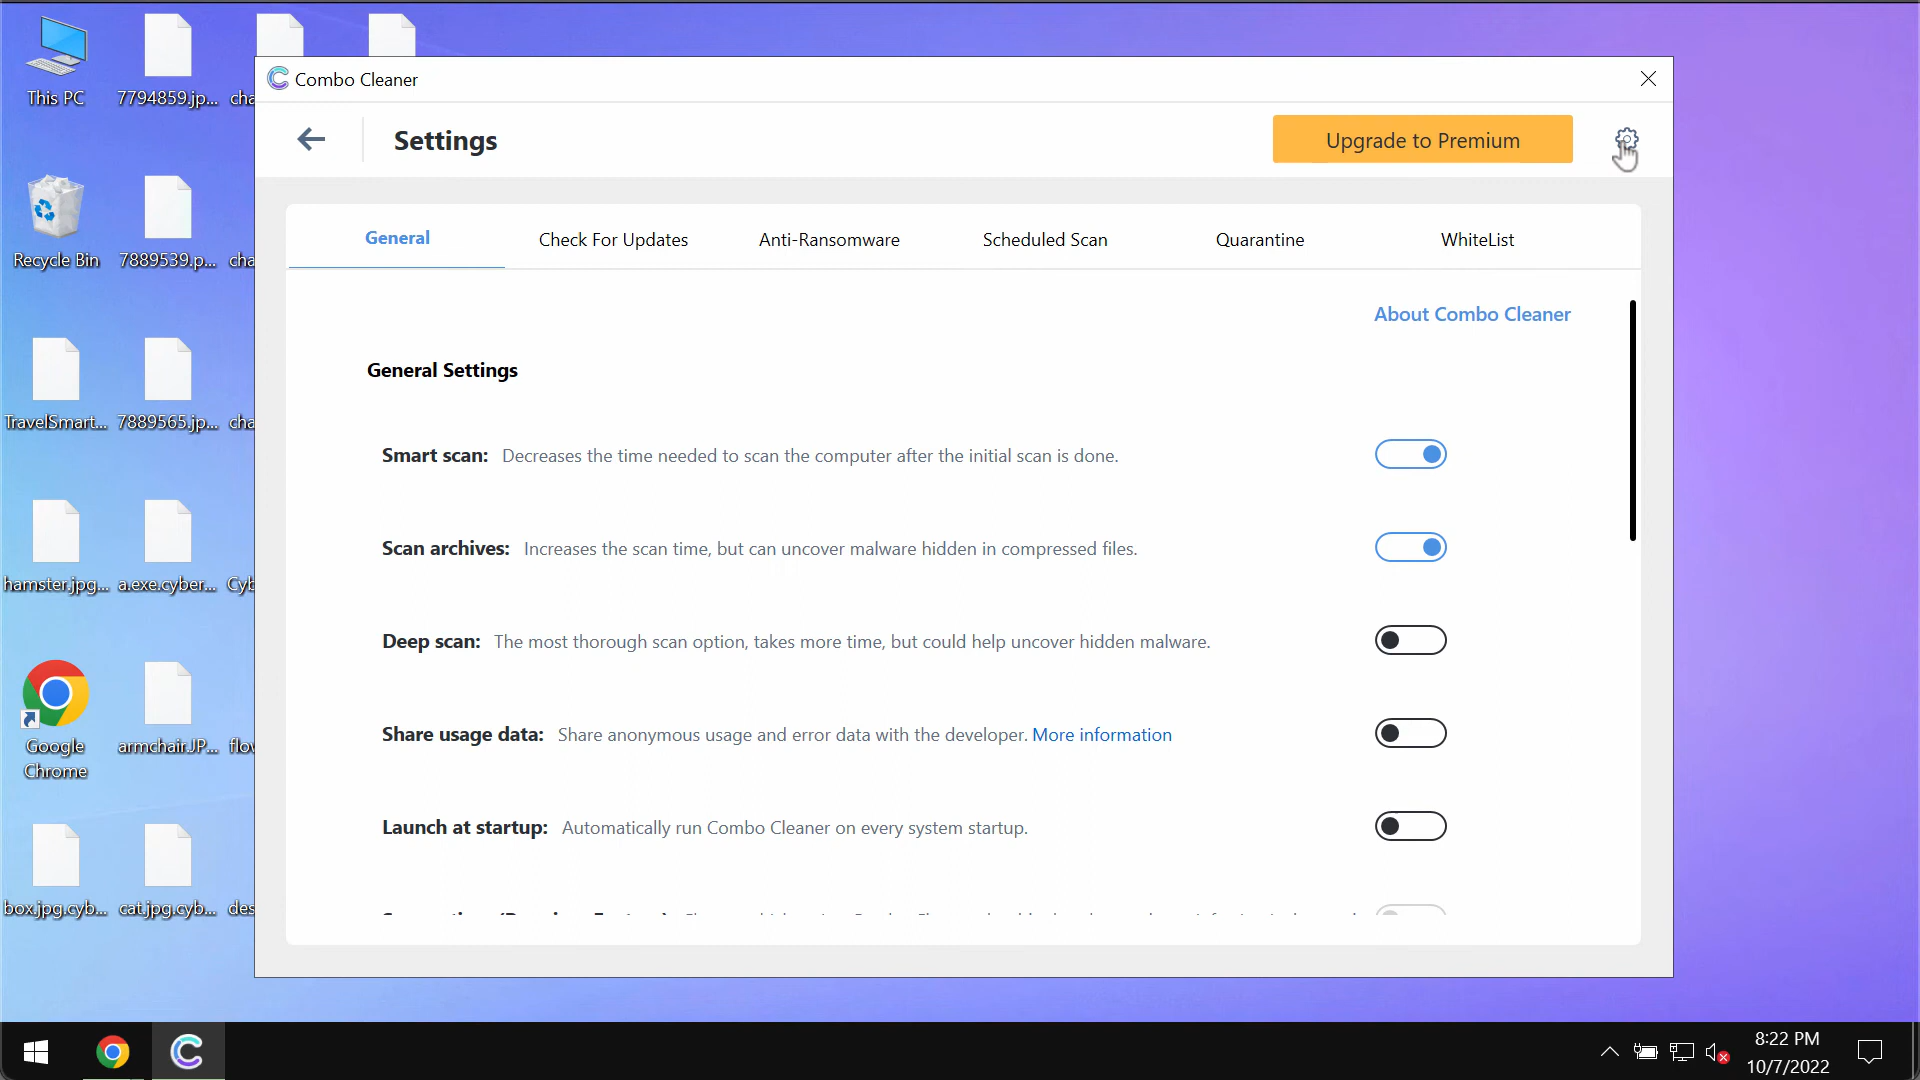 This PC
7794859.jp...
cha
Recycle Bin
7889539.p...
cha
TravelSmart...
7889565.jp...
cha
hamster.jpg...
a.exe.cyber...
Cyb
Google
Chrome
armchair.JP...
flow
box.jpg.cyb...
cat.jpg.cyb...
des
Combo Cleaner
Settings
Upgrade to Premium
General
Check For Updates
Anti-Ransomware
Scheduled Scan
Quarantine
WhiteList
About Combo Cleaner
General Settings
Smart scan: Decreases the time needed to scan the computer after the initial scan is done.
Scan archives: Increases the scan time, but can uncover malware hidden in compressed files.
Deep scan: The most thorough scan option, takes more time, but could help uncover hidden malware.
Share usage data: Share anonymous usage and error data with the developer. More information
Launch at startup: Automatically run Combo Cleaner on every system startup.
8:22 PM
10/7/2022